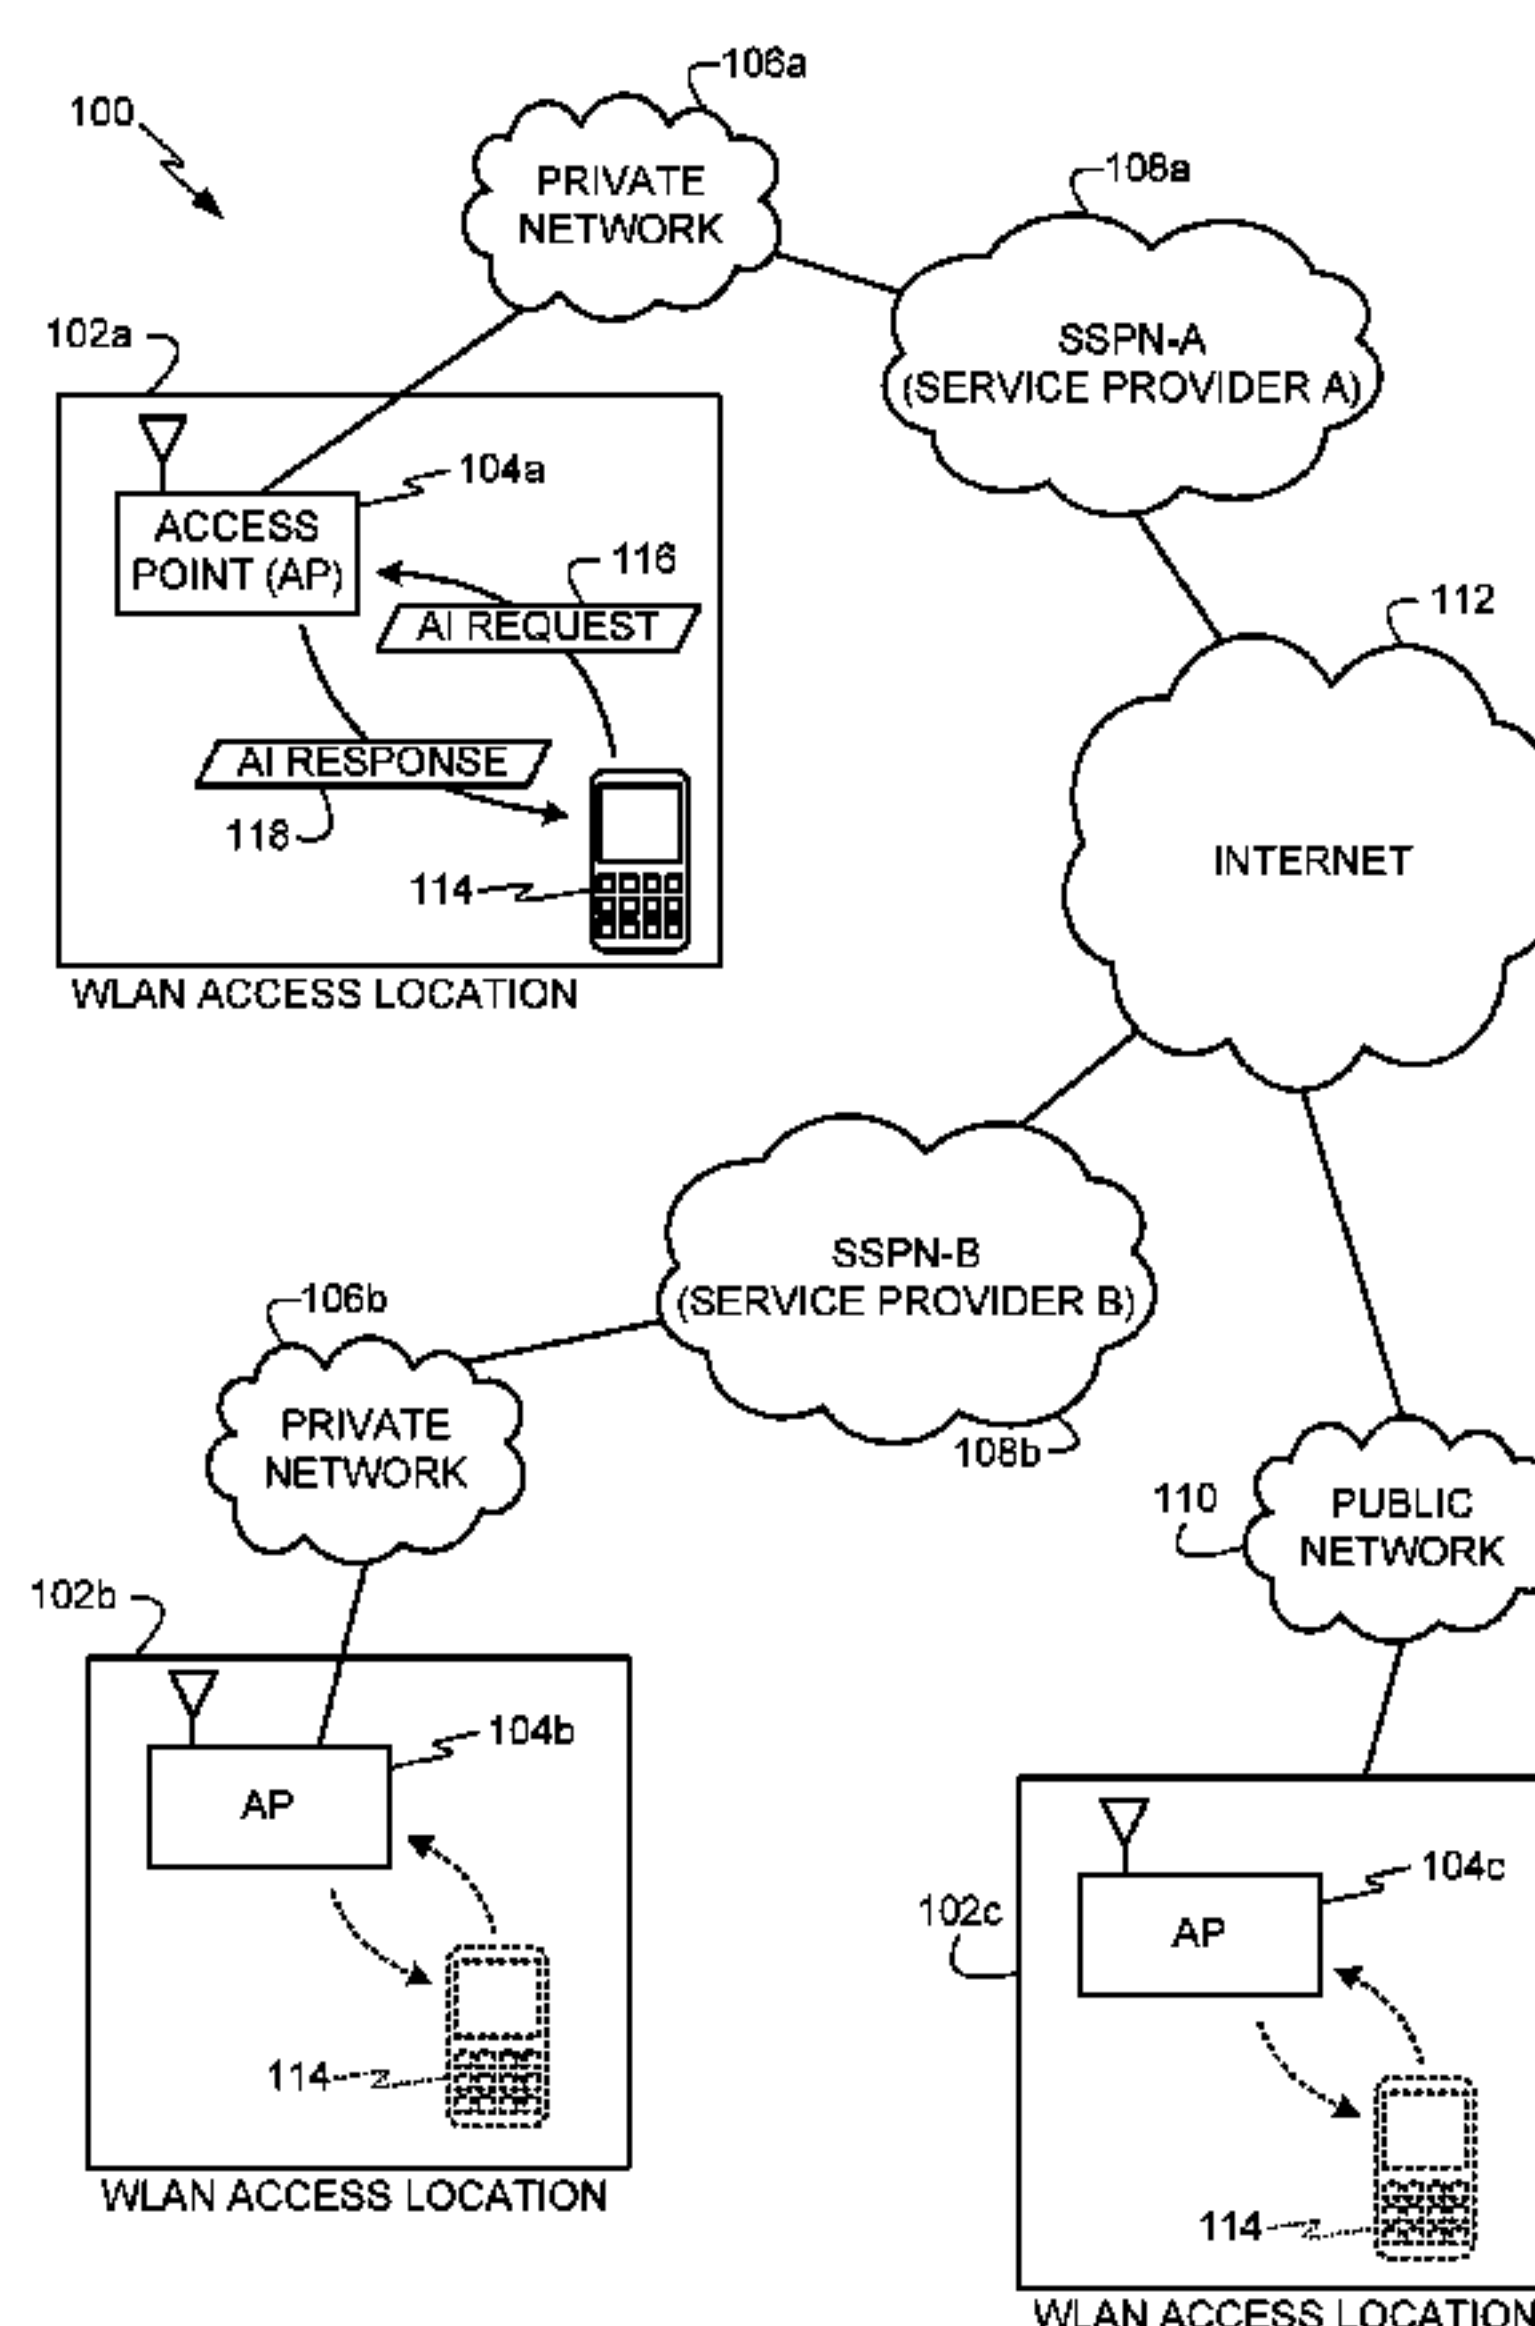 106a
100
PRIVATE
NETWORK
108a
102a
SSPN-A
(SERVICE PROVIDER A)
104a
ACCESS
POINT (AP)
116
AI REQUEST
112
AI RESPONSE
118
114
INTERNET
WLAN ACCESS LOCATION
SSPN-B
(SERVICE PROVIDER B)
106b
PRIVATE
NETWORK
108b
110
PUBLIC
NETWORK
102b
104b
AP
104c
102c
AP
114
WLAN ACCESS LOCATION
114
WLAN ACCESS LOCATION